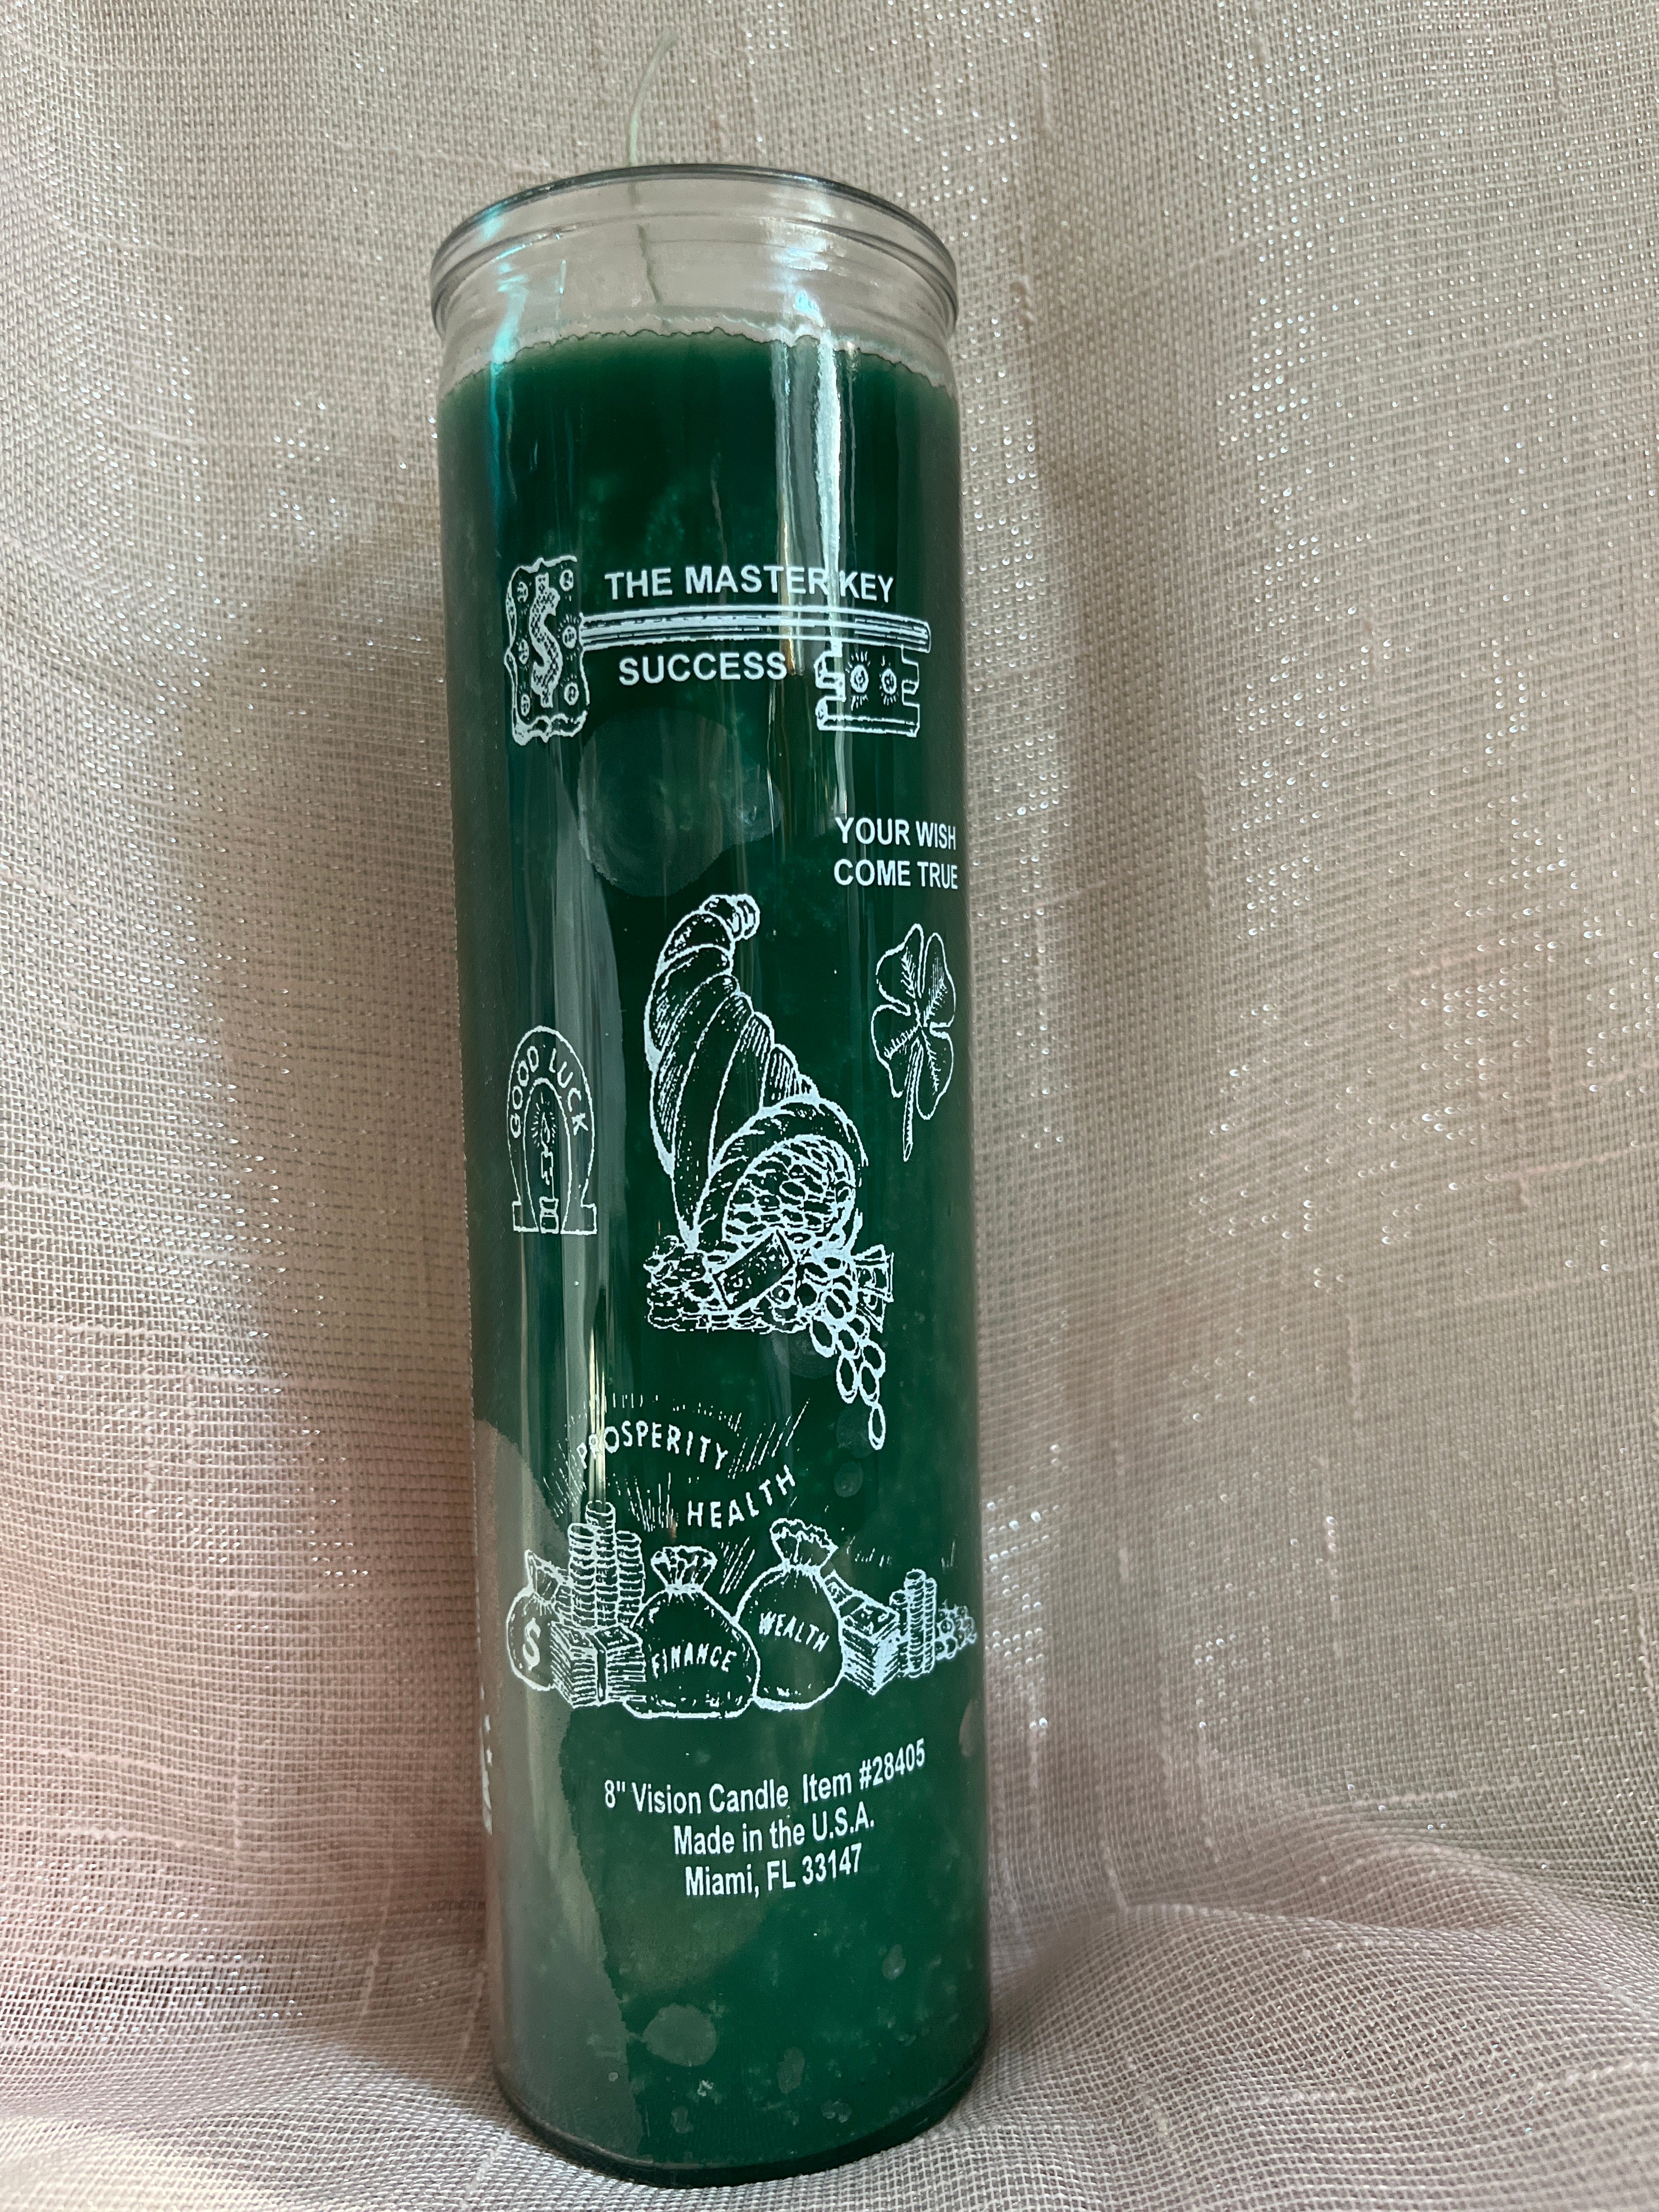 THE MASTER KEY
SUCCESS
YOUR WISH
COME TRUE
GOOD LUCK
PROSPERITY
HEALTH
$
FINANCE
WEALTH
8" Vision Candle Item #28405
Made in the U.S.A.
Miami, FL 33147